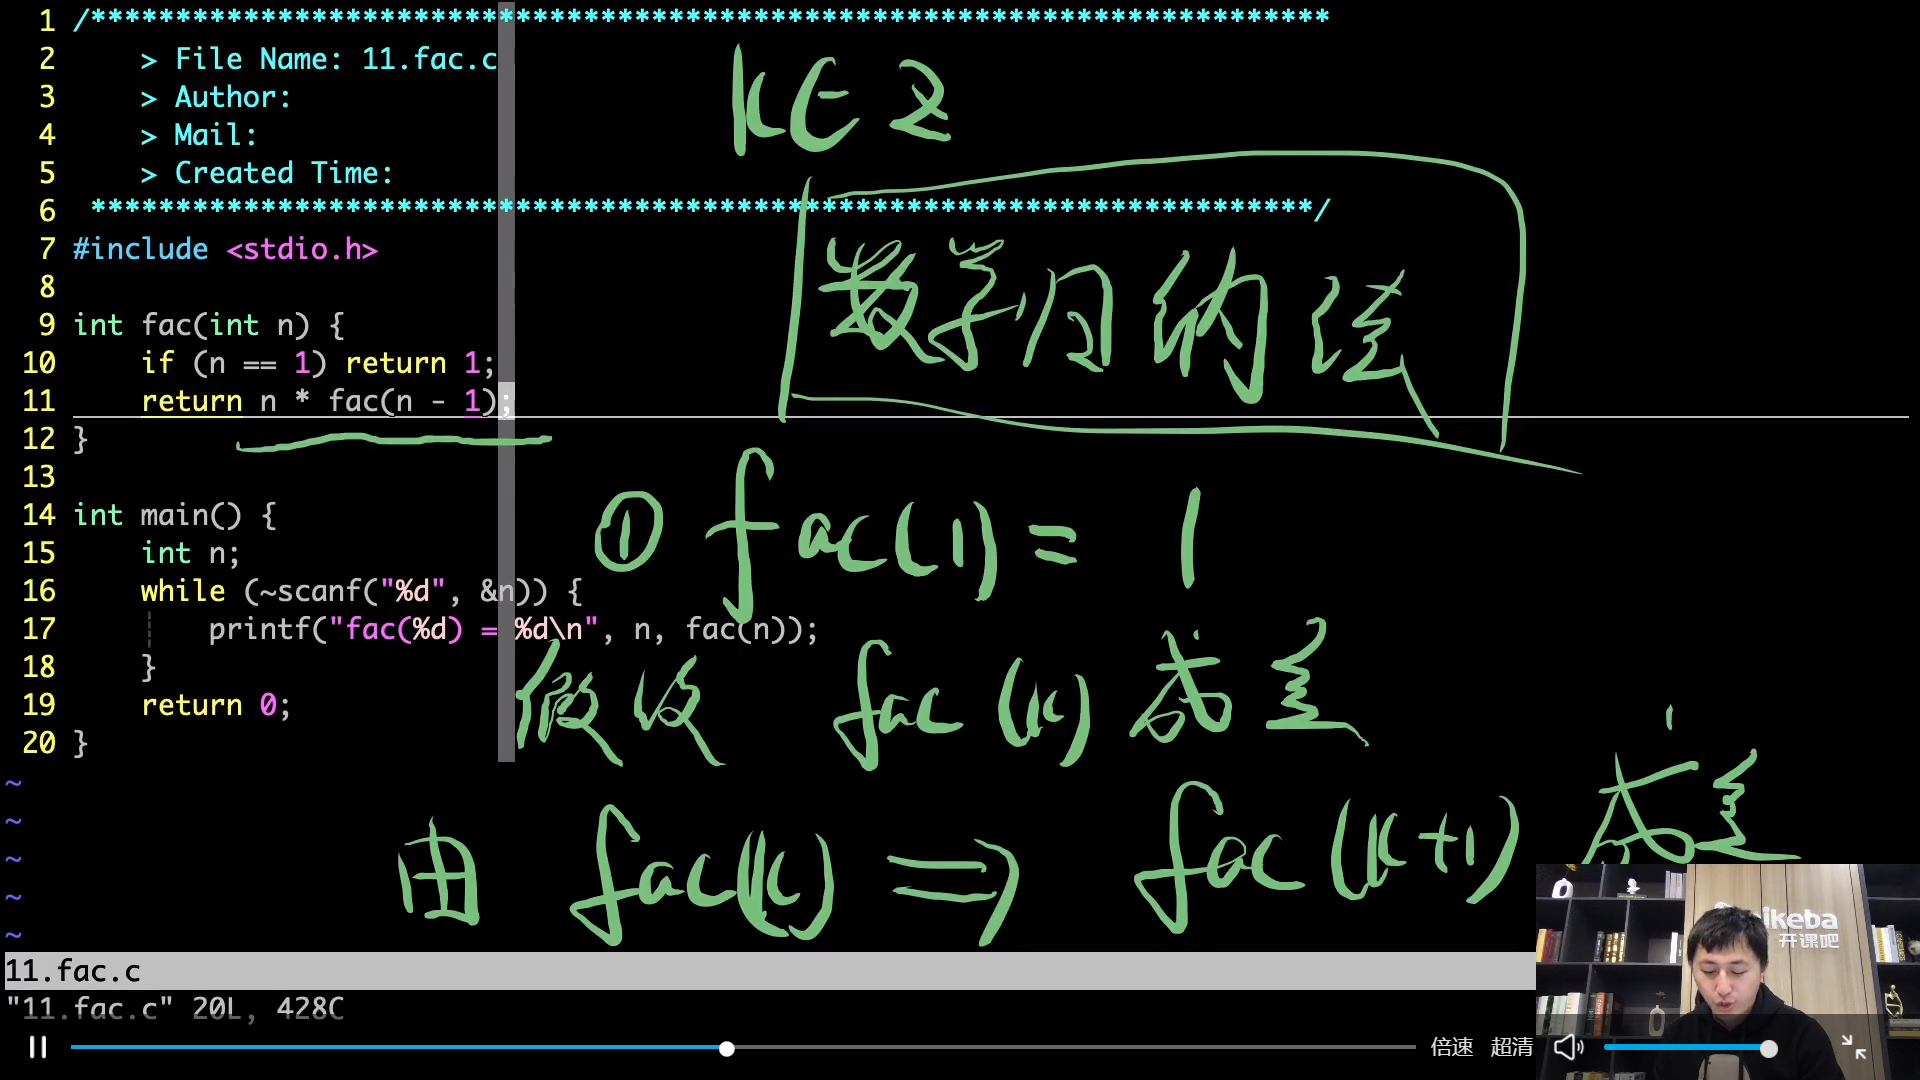 1 /*************************************************************************
2     > File Name: 11.fac.c
3     > Author:
4     > Mail:
5     > Created Time:
6  ************************************************************************/
7 #include <stdio.h>
8
9 int fac(int n) {
10     if (n == 1) return 1;
11     return n * fac(n - 1);
12 }
13
14 int main() {
15     int n;
16     while (~scanf("%d", &n)) {
17         printf("fac(%d) = %d\n", n, fac(n));
18     }
19     return 0;
20 }
~
~
~
~
~
k∈Z
数学归纳法
① fac(1) = 1
假设 fac(k) 成立
由 fac(k) ⇒ fac(k+1) 成立
11.fac.c
"11.fac.c" 20L, 428C
ikeba
开课吧
倍速 超清